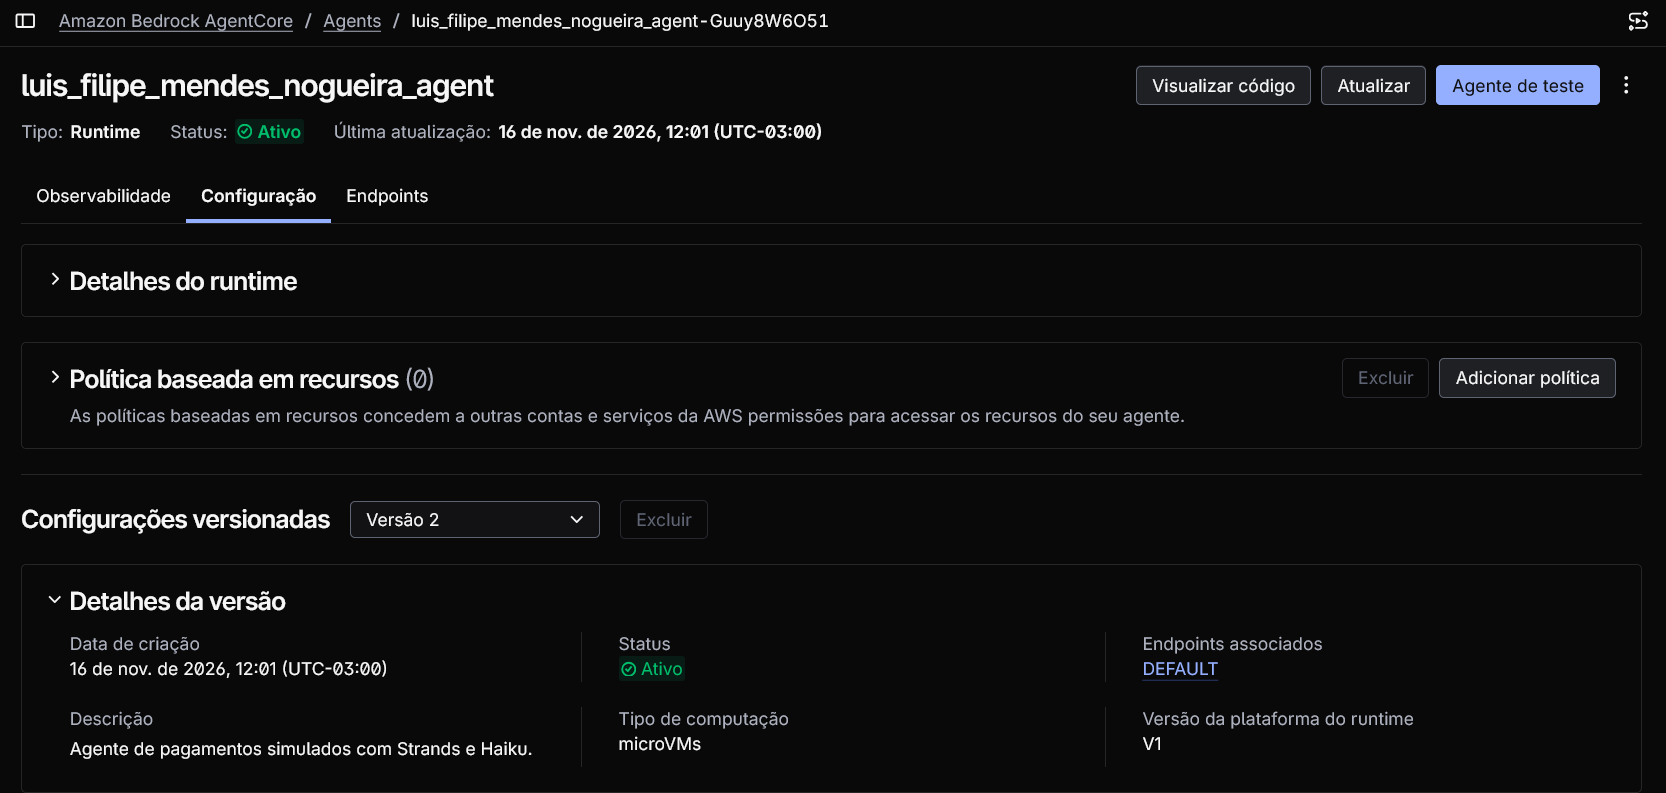 Amazon Bedrock AgentCore / Agents / luis_filipe_mendes_nogueira_agent-Guuy8W6O51
luis_filipe_mendes_nogueira_agent
Visualizar código
Atualizar
Agente de teste
Tipo: Runtime Status: Ativo Última atualização: 16 de nov. de 2026, 12:01 (UTC-03:00)
Observabilidade Configuração Endpoints
Detalhes do runtime
Política baseada em recursos (0)
Excluir
Adicionar política
As políticas baseadas em recursos concedem a outras contas e serviços da AWS permissões para acessar os recursos do seu agente.
Configurações versionadas
Versão 2
Excluir
Detalhes da versão
Data de criação
16 de nov. de 2026, 12:01 (UTC-03:00)
Status
Ativo
Endpoints associados
DEFAULT
Descrição
Agente de pagamentos simulados com Strands e Haiku.
Tipo de computação
microVMs
Versão da plataforma do runtime
V1